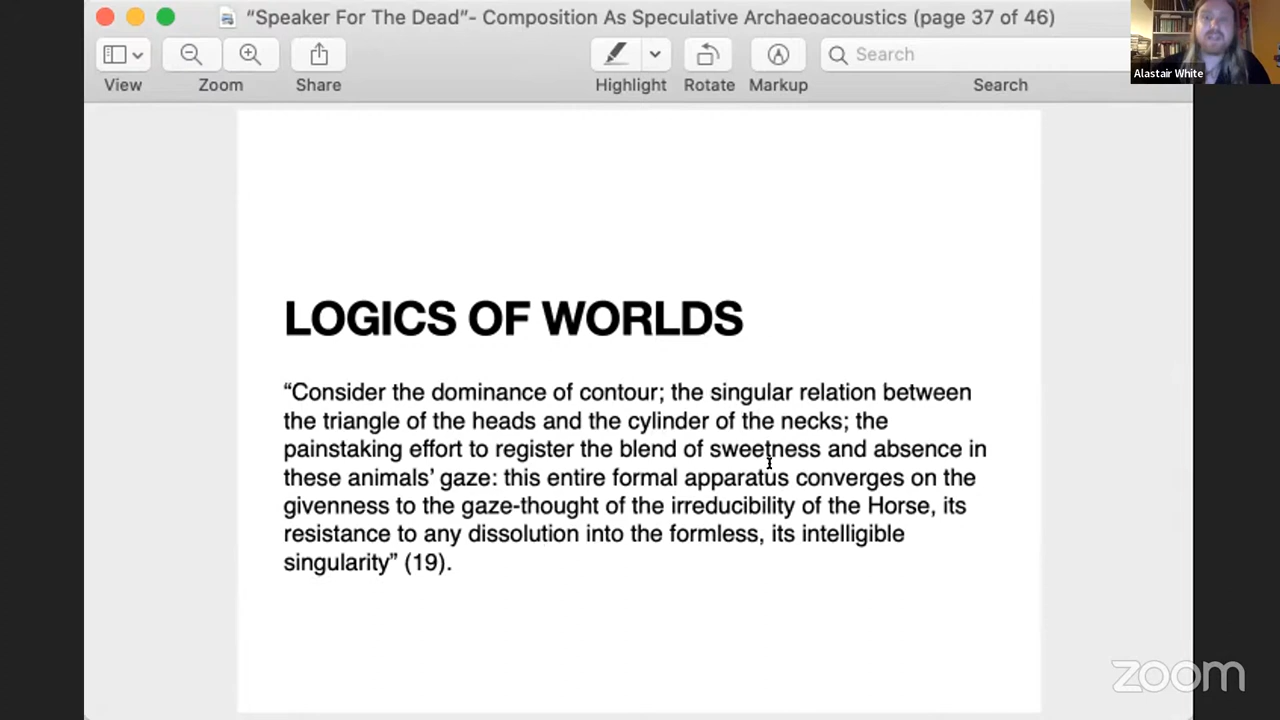 “Speaker For The Dead”- Composition As Speculative Archaeoacoustics (page 37 of 46)
View
Zoom
Share
Highlight
Rotate
Markup
Search
Search
Alastair White
LOGICS OF WORLDS
“Consider the dominance of contour; the singular relation between
the triangle of the heads and the cylinder of the necks; the
painstaking effort to register the blend of sweetness and absence in
these animals’ gaze: this entire formal apparatus converges on the
givenness to the gaze-thought of the irreducibility of the Horse, its
resistance to any dissolution into the formless, its intelligible
singularity” (19).
zoom